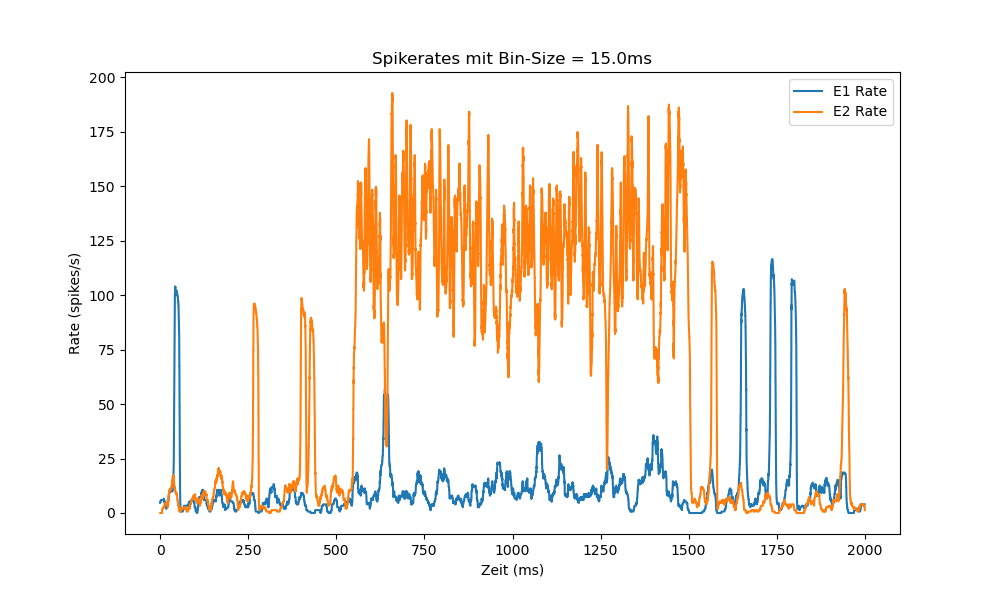 Spikerates mit Bin-Size = 15.0ms
E1 Rate
E2 Rate
Rate (spikes/s)
200
175
150
125
100
75
50
25
0
0 250 500 750 1000 1250 1500 1750 2000
Zeit (ms)